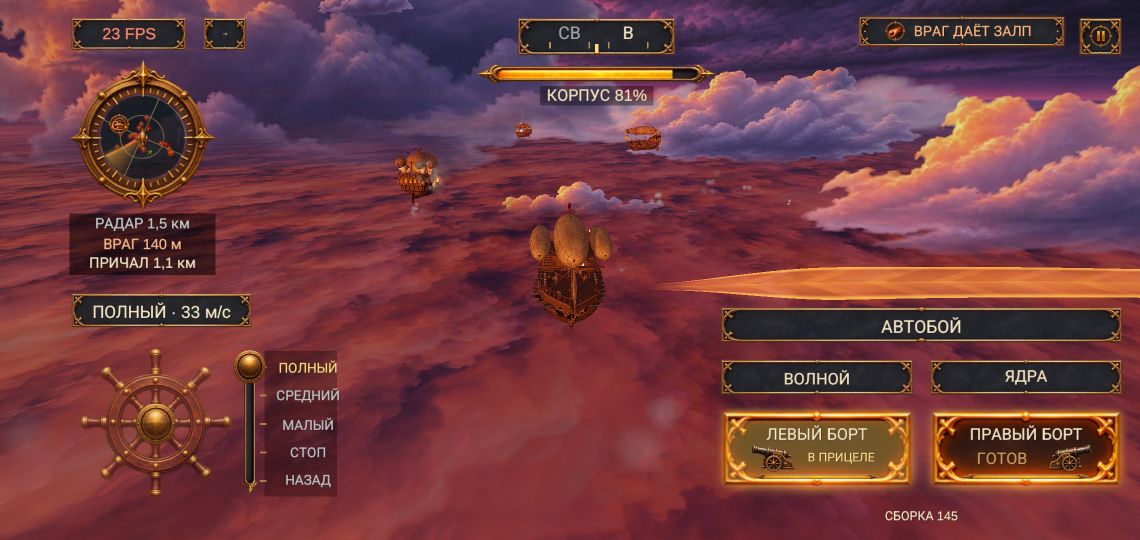 23 FPS
СВ В
ВРАГ ДАЁТ ЗАЛП
КОРПУС 81%
РАДАР 1,5 км
ВРАГ 140 м
ПРИЧАЛ 1,1 км
ПОЛНЫЙ · 33 м/с
ПОЛНЫЙ
СРЕДНИЙ
МАЛЫЙ
СТОП
НАЗАД
АВТОБОЙ
ВОЛНОЙ
ЯДРА
ЛЕВЫЙ БОРТ
В ПРИЦЕЛЕ
ПРАВЫЙ БОРТ
ГОТОВ
СБОРКА 145